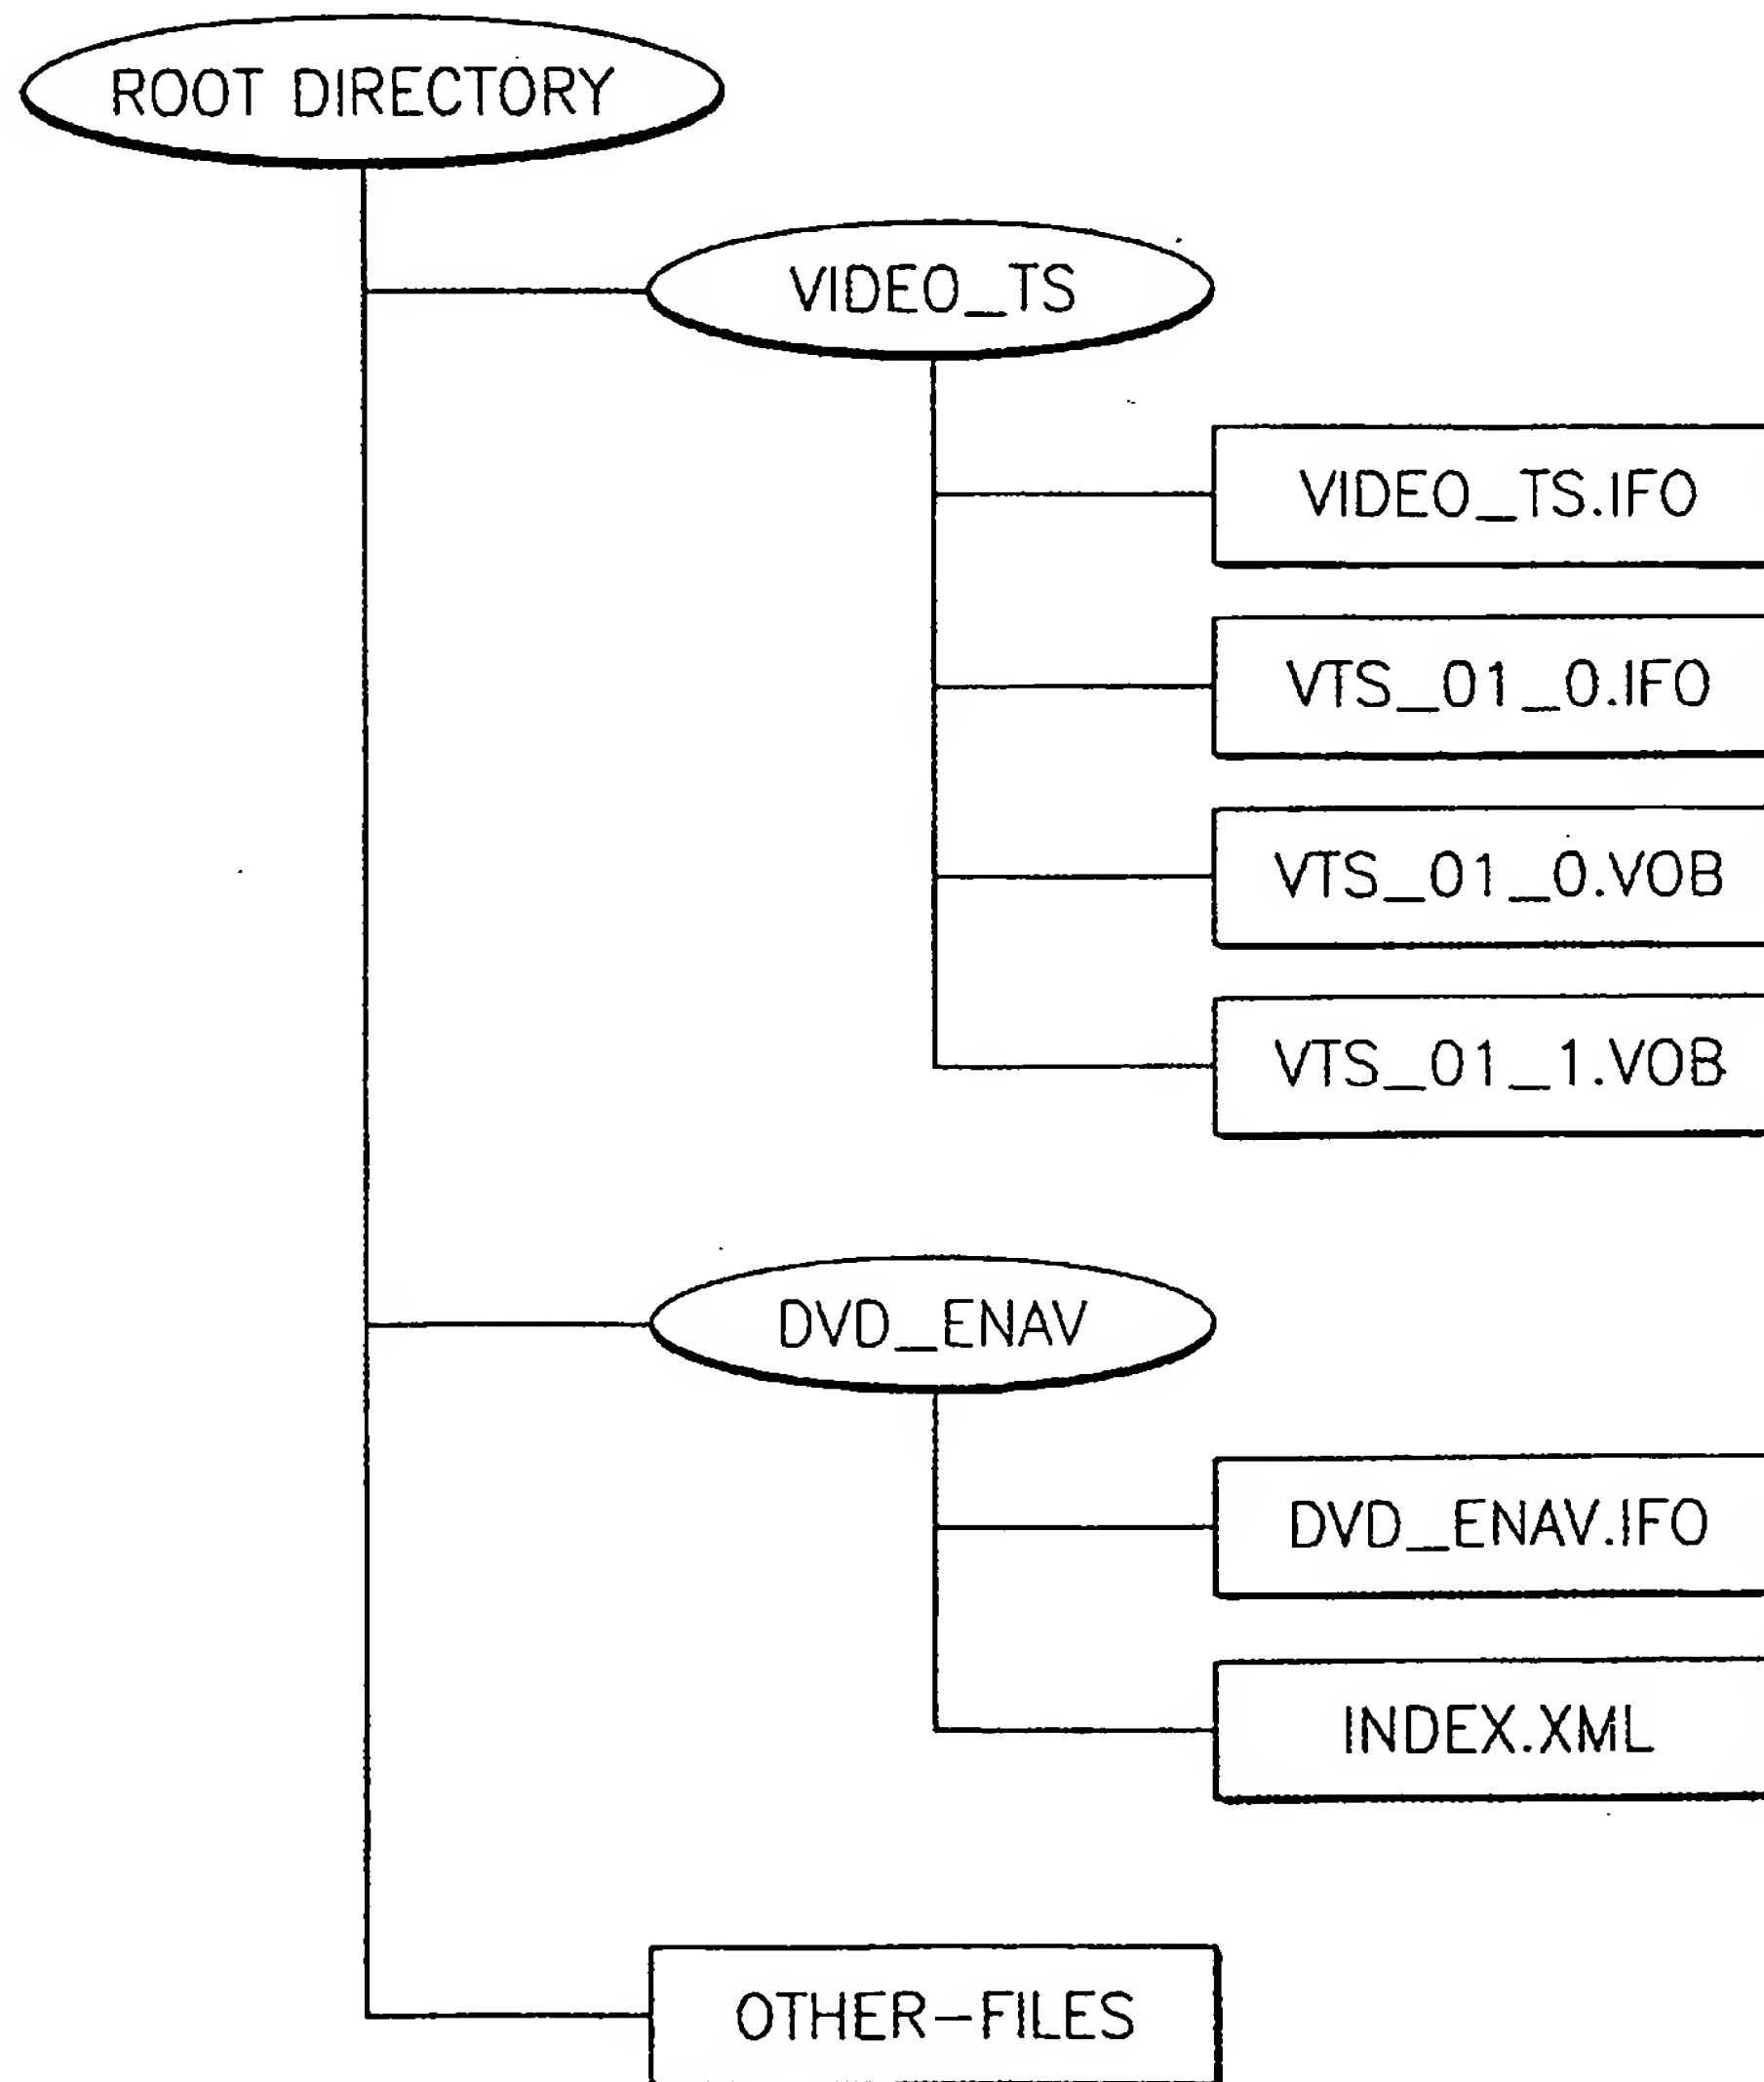 ROOT DIRECTORY
VIDEO_TS
VIDEO_TS.IFO
VTS_01_0.IFO
VTS_01_0.VOB
VTS_01_1.VOB
DVD_ENAV
DVD_ENAV.IFO
INDEX.XML
OTHER-FILES